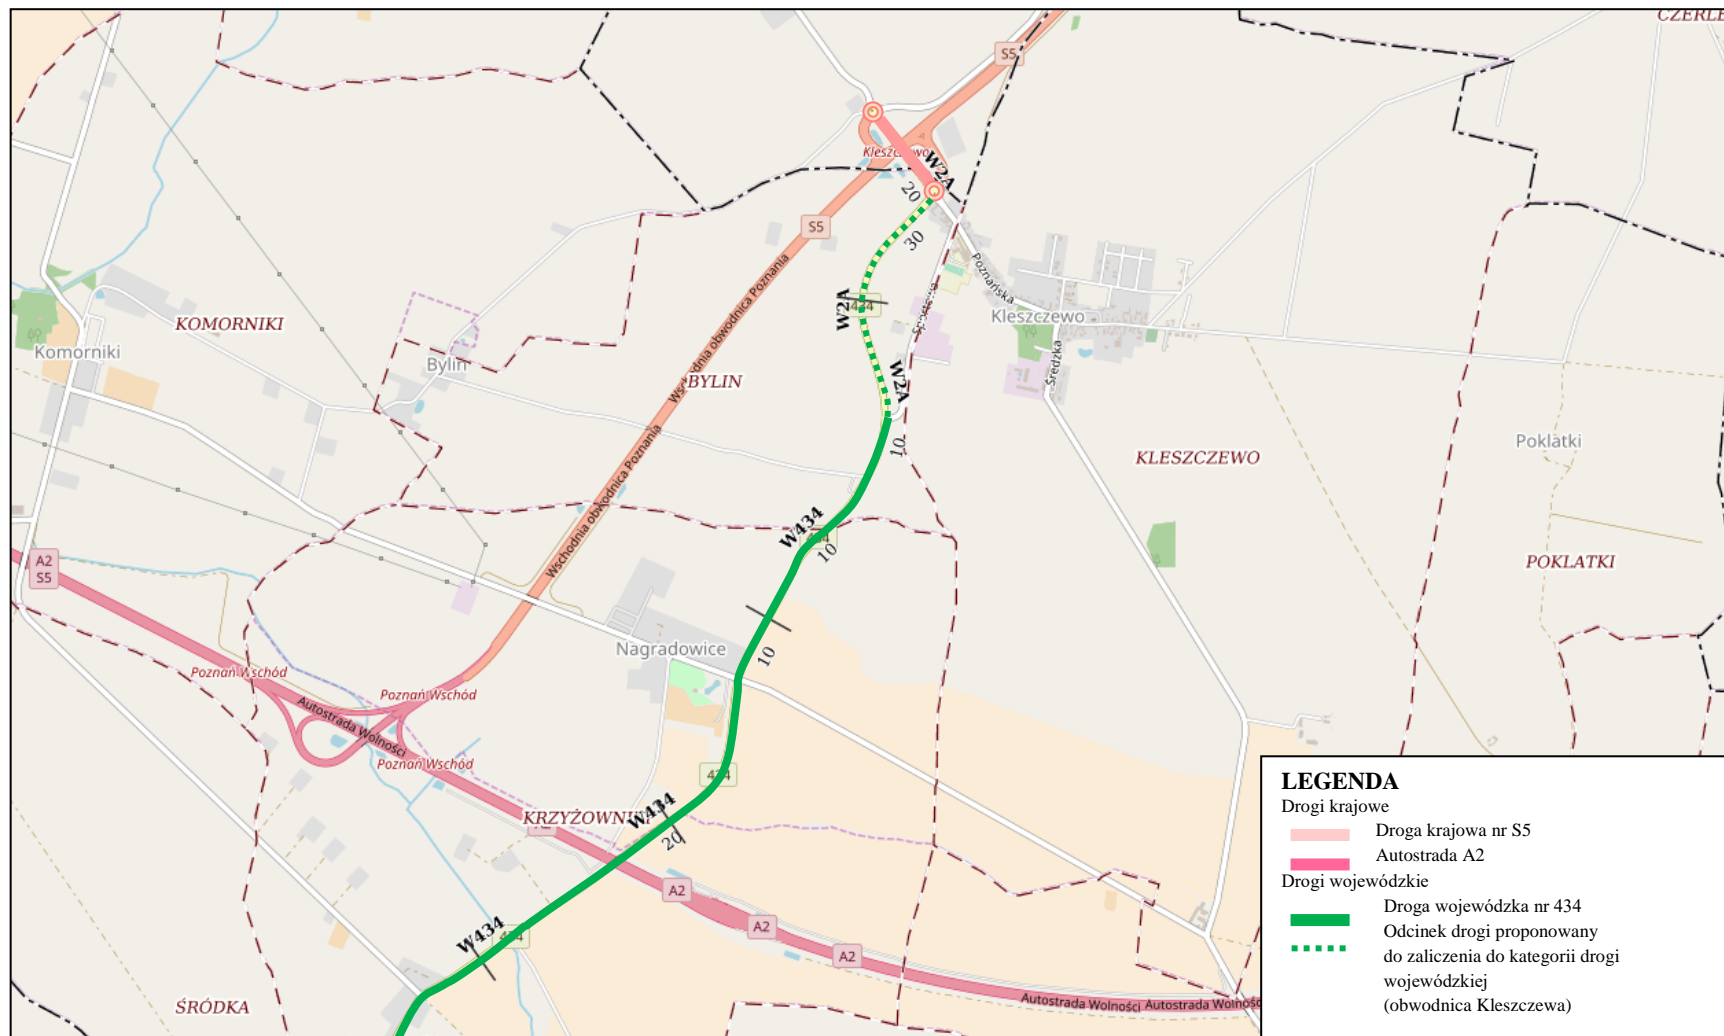 CZERLE
S5
Kleszczewo
W2A
20
S5
30
Poznańska
Sportowa
W2A
434
KOMORNIKI
Komorniki
Kleszczewo
Wschodnia obwodnica Poznania
Bylin
BYLIN
W2A
Średzka
10
Poklatki
KLESZCZEWO
Wschodnia obwodnica Poznania
W434
434
10
A2
S5
POKLATKI
Nagradowice
10
Poznań Wschód
Poznań Wschód
Autostrada Wolności
Poznań Wschód
434
KRZYŻOWNIKI
A2
W434
20
A2
A2
A2
W434
434
ŚRÓDKA
Autostrada Wolności
Autostrada Wolnośc
LEGENDA
Drogi krajowe
Droga krajowa nr S5
Autostrada A2
Drogi wojewódzkie
Droga wojewódzka nr 434
Odcinek drogi proponowany
do zaliczenia do kategorii drogi
wojewódzkiej
(obwodnica Kleszczewa)